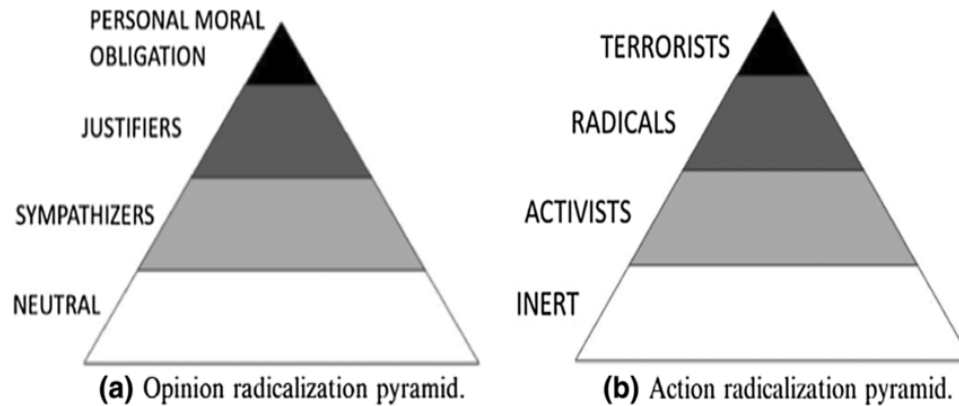 PERSONAL MORAL
OBLIGATION
JUSTIFIERS
SYMPATHIZERS
NEUTRAL
(a) Opinion radicalization pyramid.
TERRORISTS
RADICALS
ACTIVISTS
INERT
(b) Action radicalization pyramid.